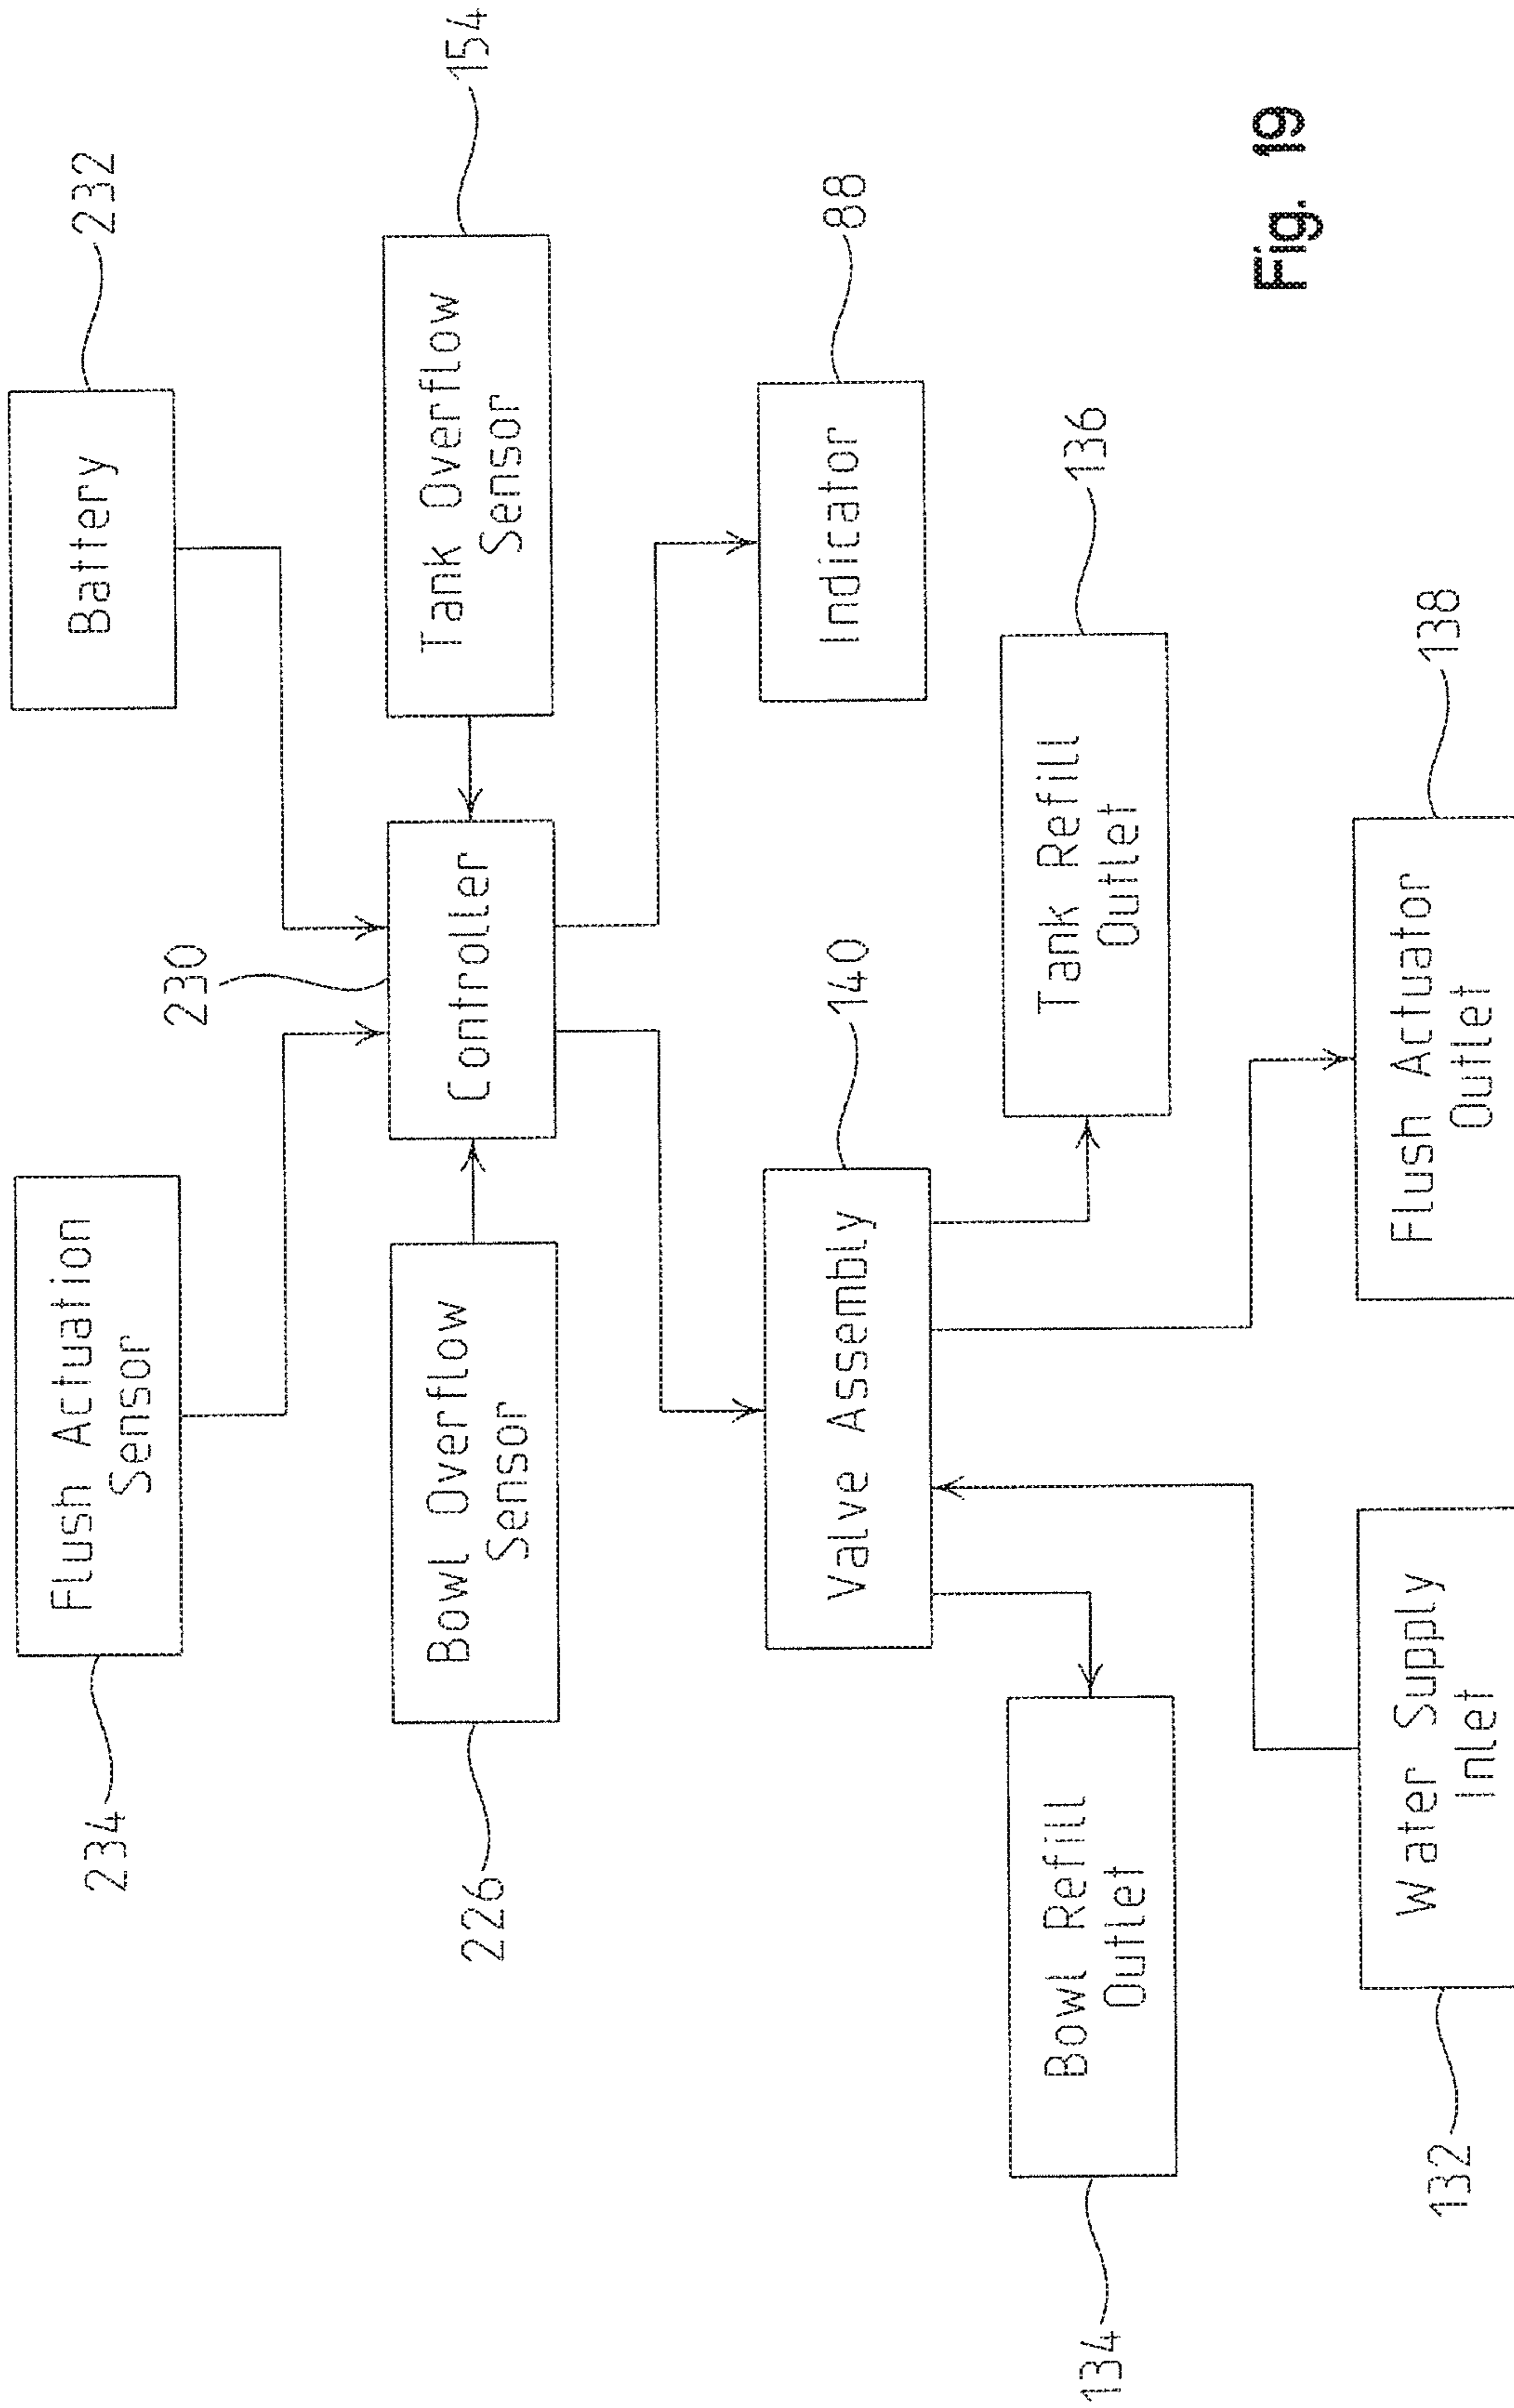 234
Flush Actuation
Sensor
Battery
232
230
226
Bowl Overflow
Sensor
Controller
Tank Overflow
Sensor
154
Valve Assembly
140
Indicator
88
134
Bowl Refill
Outlet
Tank Refill
Outlet
136
132
Water Supply
Inlet
Flush Actuator
Outlet
138
Fig. 19